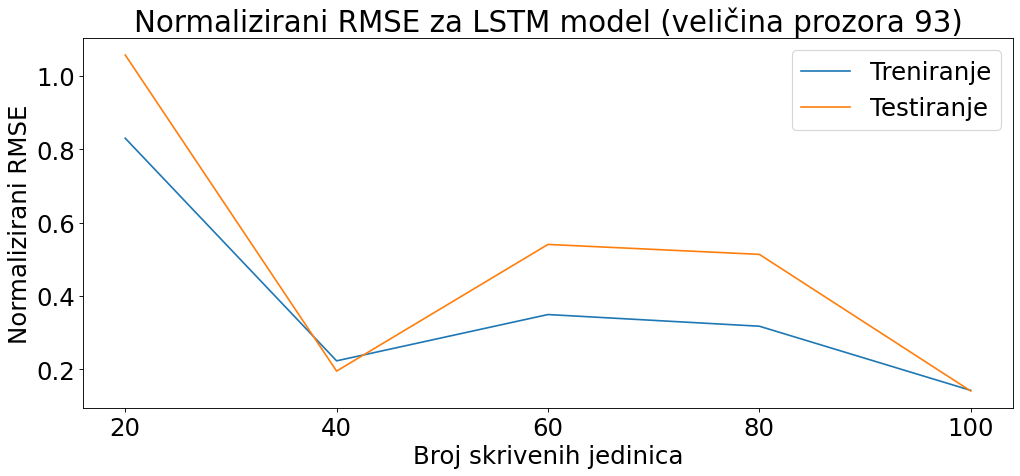 Normalizirani RMSE za LSTM model (veličina prozora 93)
Treniranje
Testiranje
Normalizirani RMSE
1.0
0.8
0.6
0.4
0.2
20 40 60 80 100
Broj skrivenih jedinica